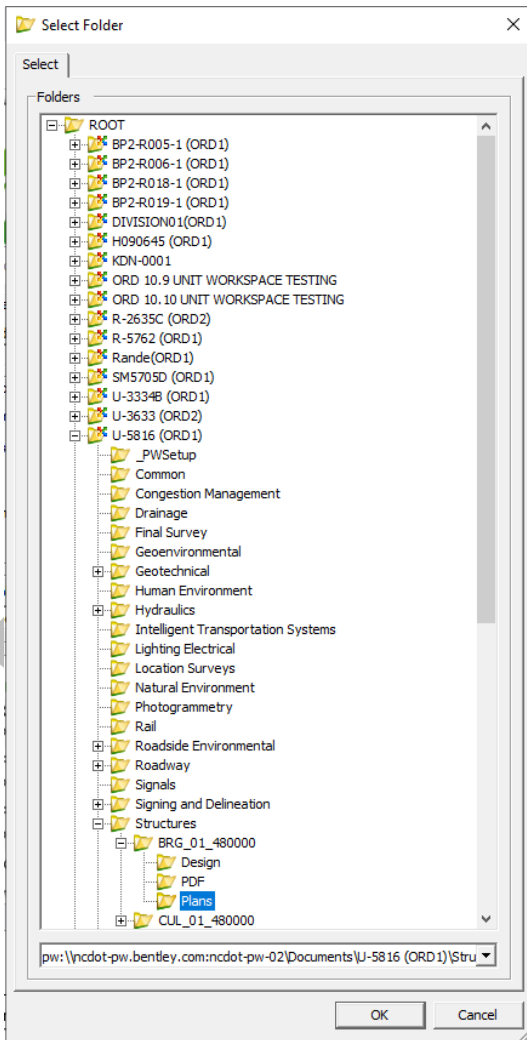 Select Folder
Select
Folders
ROOT
BP2-R005-1 (ORD1)
BP2-R006-1 (ORD1)
BP2-R018-1 (ORD1)
BP2-R019-1 (ORD1)
DIVISION01(ORD1)
H090645 (ORD1)
KDN-0001
ORD 10.9 UNIT WORKSPACE TESTING
ORD 10.10 UNIT WORKSPACE TESTING
R-2635C (ORD2)
R-5762 (ORD1)
Rande(ORD1)
SM5705D (ORD1)
U-3334B (ORD1)
U-3633 (ORD2)
U-5816 (ORD1)
_PWSetup
Common
Congestion Management
Drainage
Final Survey
Geoenvironmental
Geotechnical
Human Environment
Hydraulics
Intelligent Transportation Systems
Lighting Electrical
Location Surveys
Natural Environment
Photogrammetry
Rail
Roadside Environmental
Roadway
Signals
Signing and Delineation
Structures
BRG_01_480000
Design
PDF
Plans
CUL_01_480000
pw:\\ncdot-pw.bentley.com:ncdot-pw-02\Documents\U-5816 (ORD1)\Stru
OK
Cancel